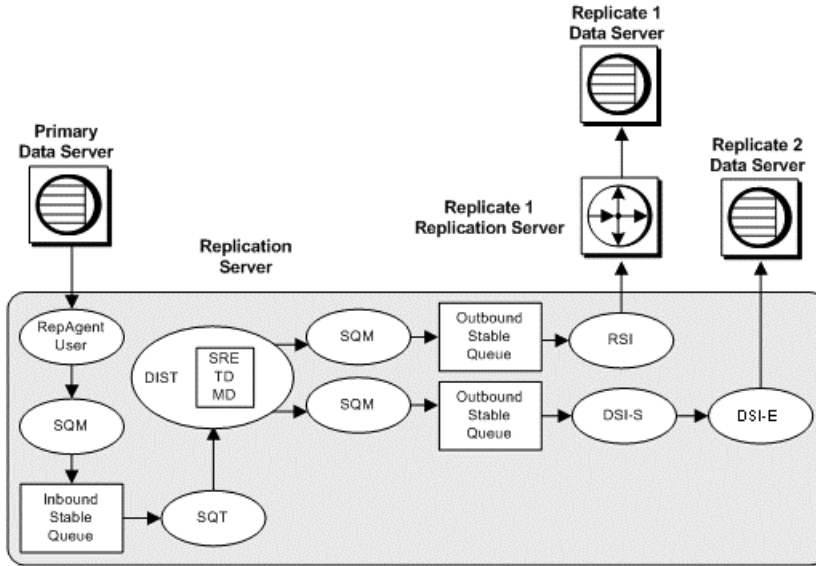 Replicate 1
Data Server
Primary
Data Server
Replicate 2
Data Server
Replicate 1
Replication Server
Replication
Server
RepAgent
User
SQM
Inbound
Stable
Queue
SQT
DIST
SRE
TD
MD
SQM
Outbound
Stable
Queue
RSI
SQM
Outbound
Stable
Queue
DSI-S
DSI-E